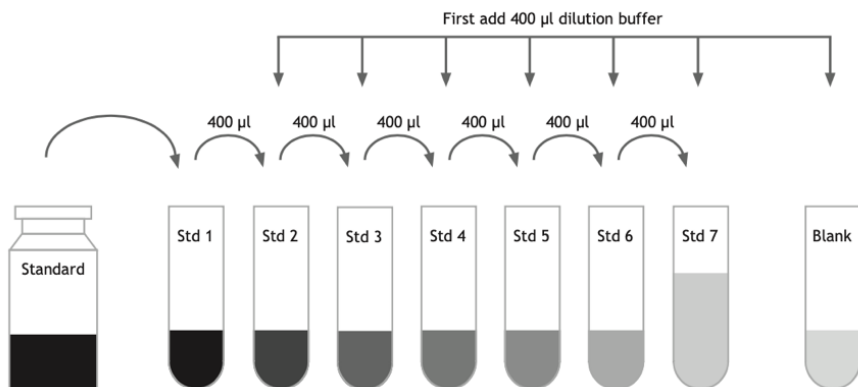 First add 400 µl dilution buffer
400 µl 400 µl 400 µl 400 µl 400 µl 400 µl
Std 1 Std 2 Std 3 Std 4 Std 5 Std 6 Std 7 Blank
Standard